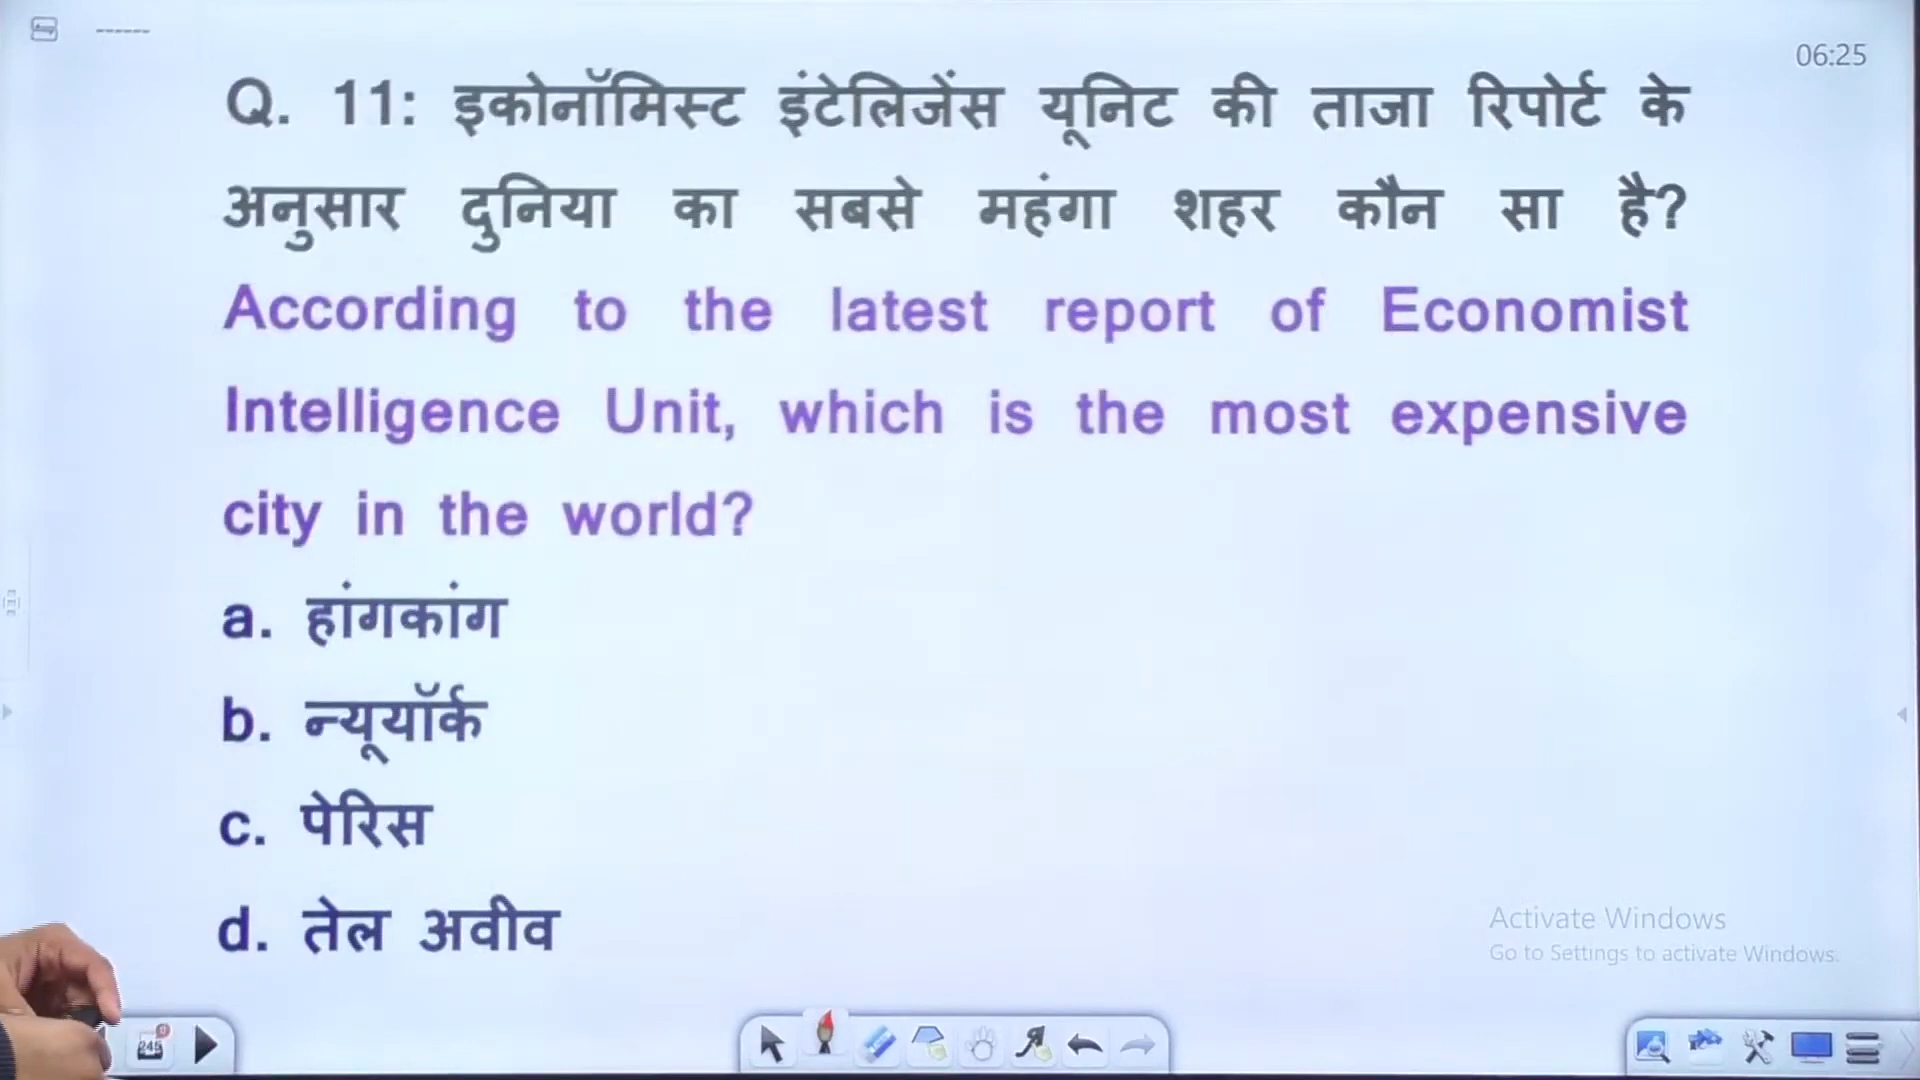 06:25
Q. 11: इकोनॉमिस्ट इंटेलिजेंस यूनिट की ताजा रिपोर्ट के
अनुसार दुनिया का सबसे महंगा शहर कौन सा है?
According to the latest report of Economist
Intelligence Unit, which is the most expensive
city in the world?
a. हांगकांग
b. न्यूयॉर्क
c. पेरिस
d. तेल अवीव
Activate Windows
Go to Settings to activate Windows.
245